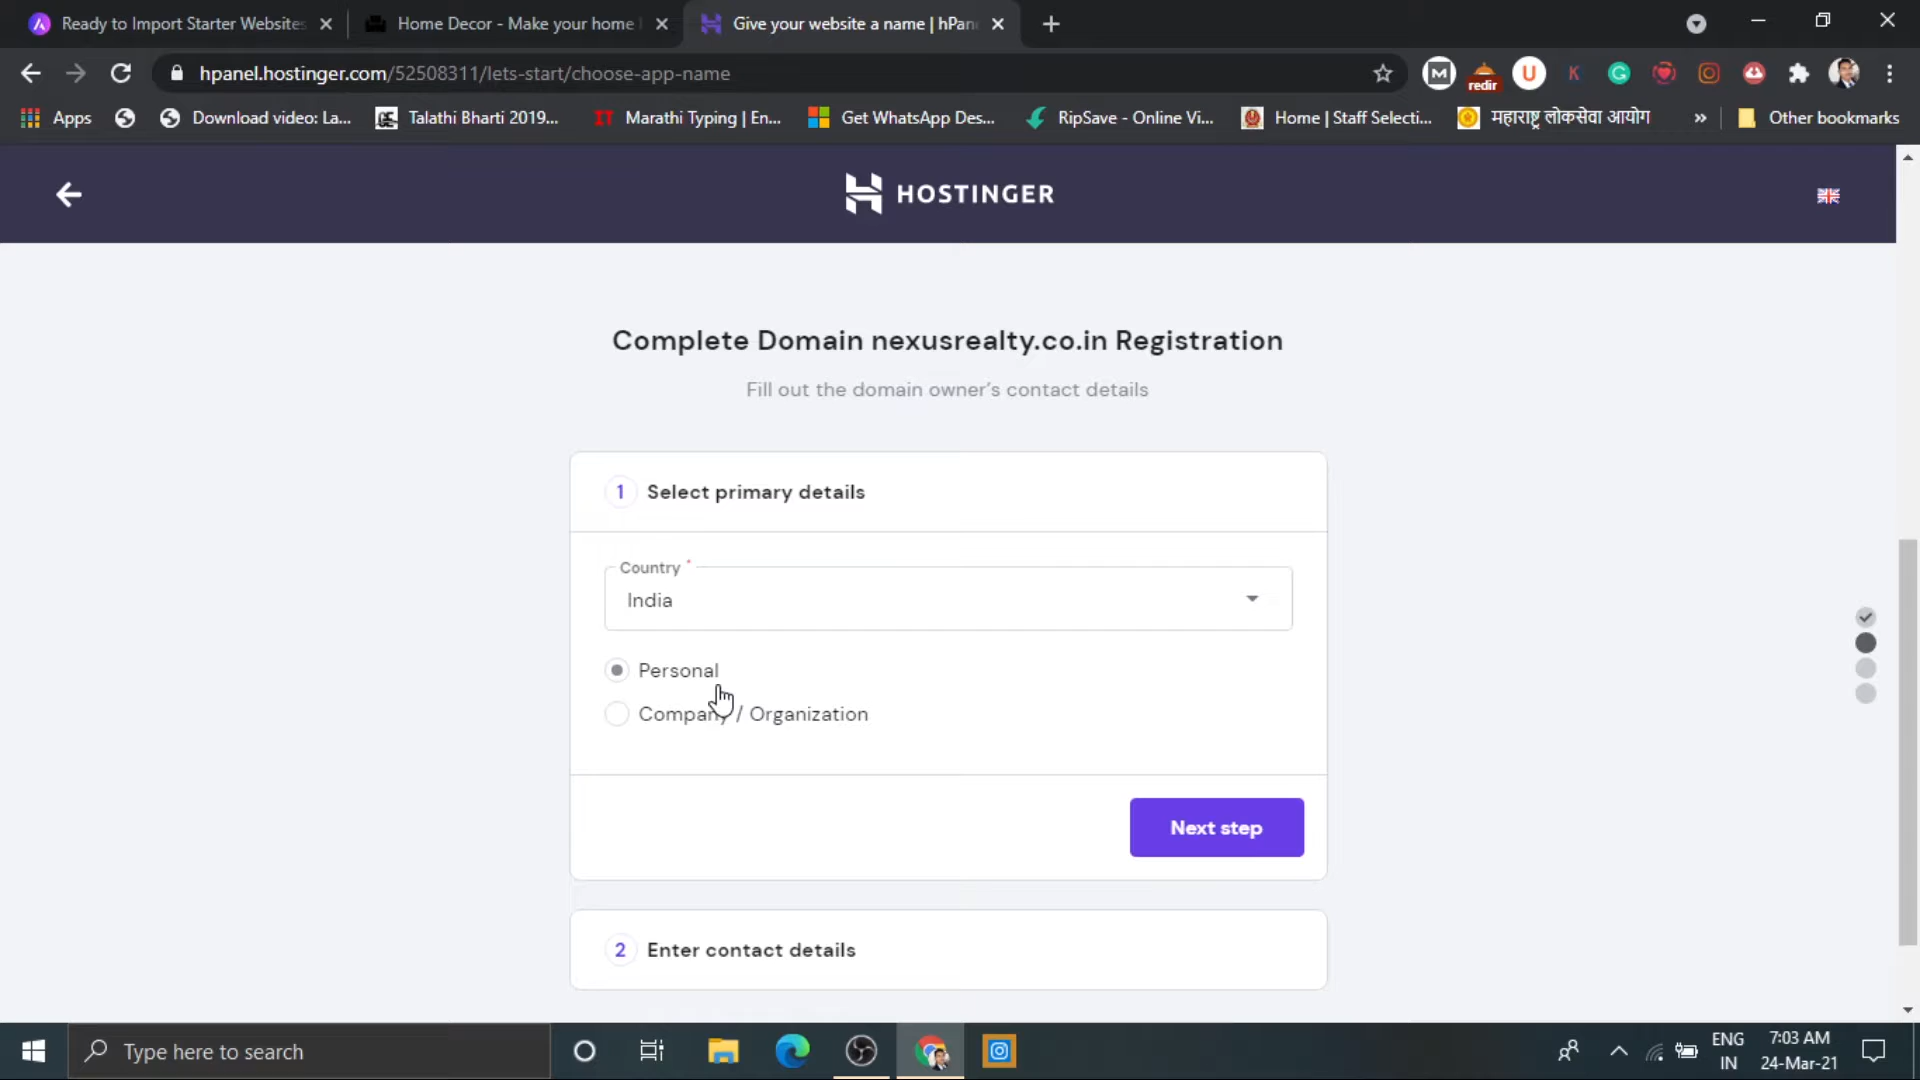 Ready to Import Starter Websites
Home Decor - Make your home
Give your website a name | hPan
hpanel.hostinger.com/52508311/lets-start/choose-app-name
redir
Apps
Download video: La...
Talathi Bharti 2019...
Marathi Typing | En...
Get WhatsApp Des...
RipSave - Online Vi...
Home | Staff Selecti...
महाराष्ट्र लोकसेवा आयोग
»
Other bookmarks
HOSTINGER
Complete Domain nexusrealty.co.in Registration
Fill out the domain owner's contact details
1 Select primary details
Country *
India
Personal
Company / Organization
Next step
2 Enter contact details
Type here to search
ENG
IN
7:03 AM
24-Mar-21